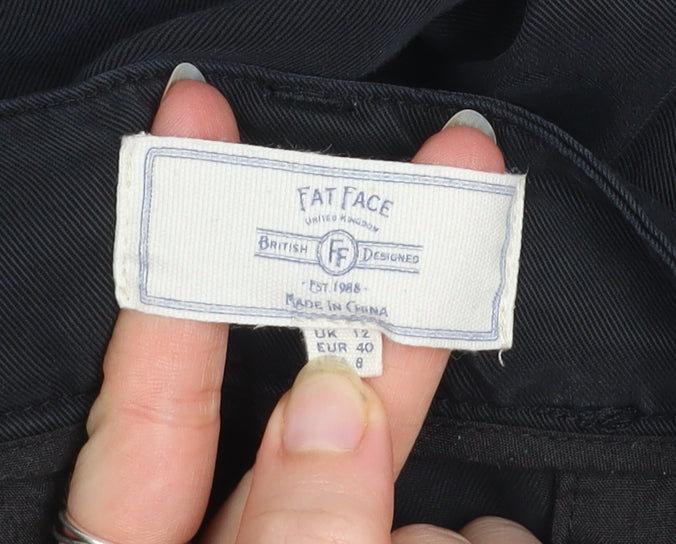 FAT FACE
UNITED KINGDOM
BRITISH FF DESIGNED
- EST. 1988 -
MADE IN CHINA
UK 12
EUR 40
8